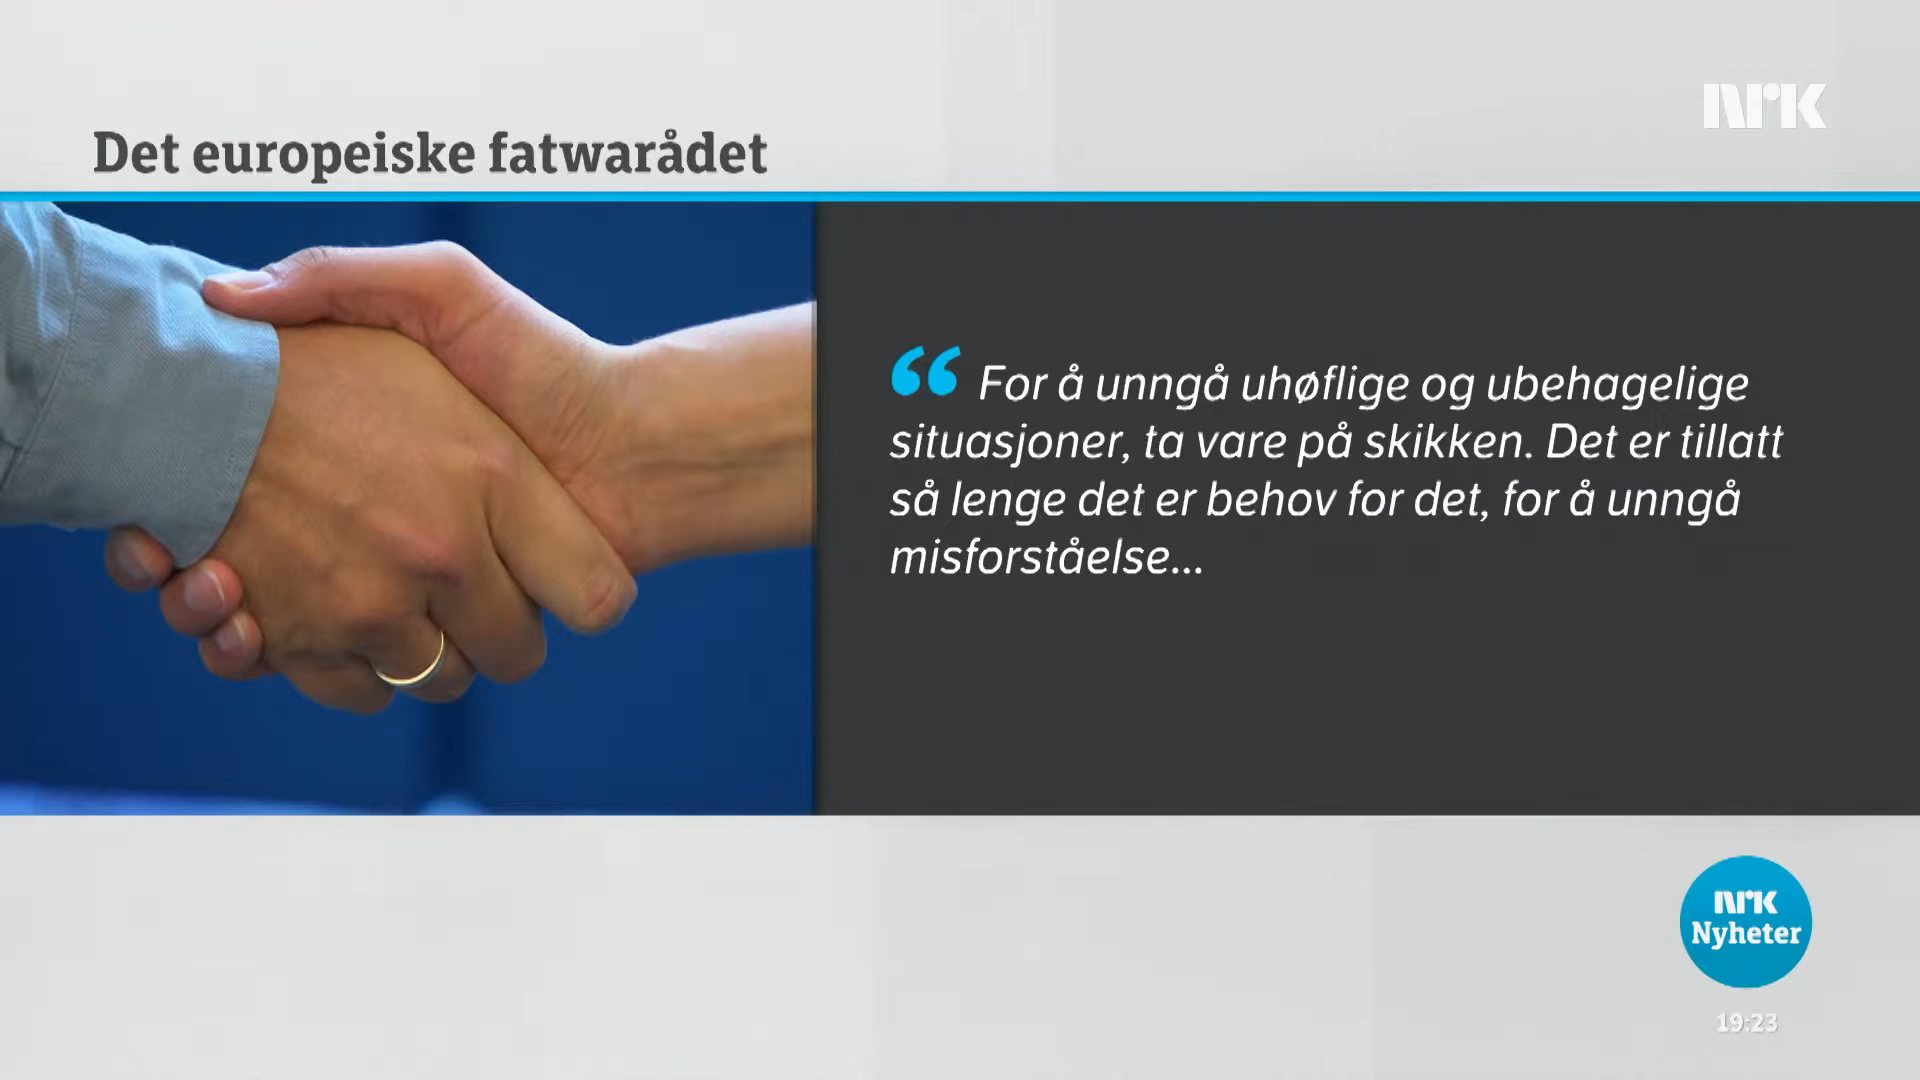 nrk
Det europeiske fatwarådet
“ For å unngå uhøflige og ubehagelige
situasjoner, ta vare på skikken. Det er tillatt
så lenge det er behov for det, for å unngå
misforståelse...
nrk
Nyheter
19:23